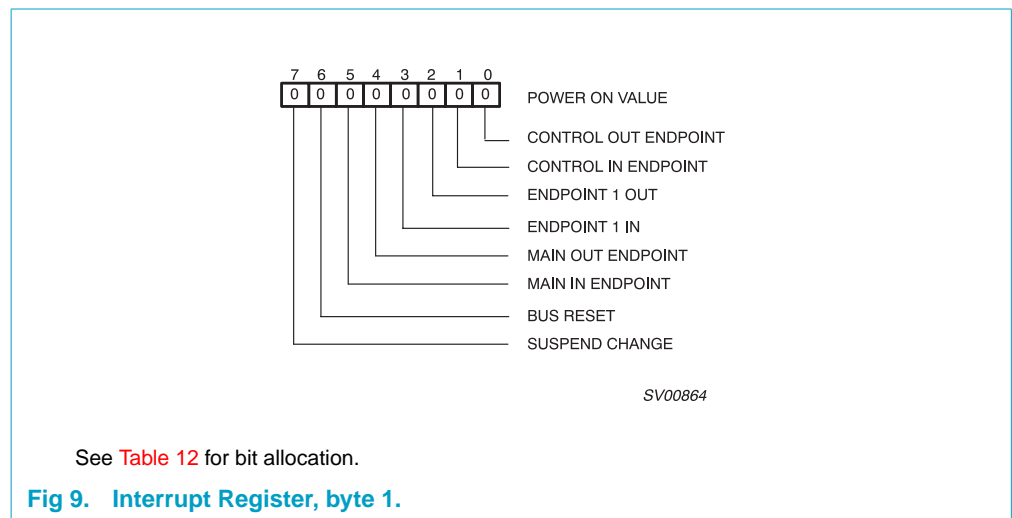 7 6 5 4 3 2 1 0
0 0 0 0 0 0 0 0 POWER ON VALUE
CONTROL OUT ENDPOINT
CONTROL IN ENDPOINT
ENDPOINT 1 OUT
ENDPOINT 1 IN
MAIN OUT ENDPOINT
MAIN IN ENDPOINT
BUS RESET
SUSPEND CHANGE
SV00864
See Table 12 for bit allocation.
Fig 9. Interrupt Register, byte 1.